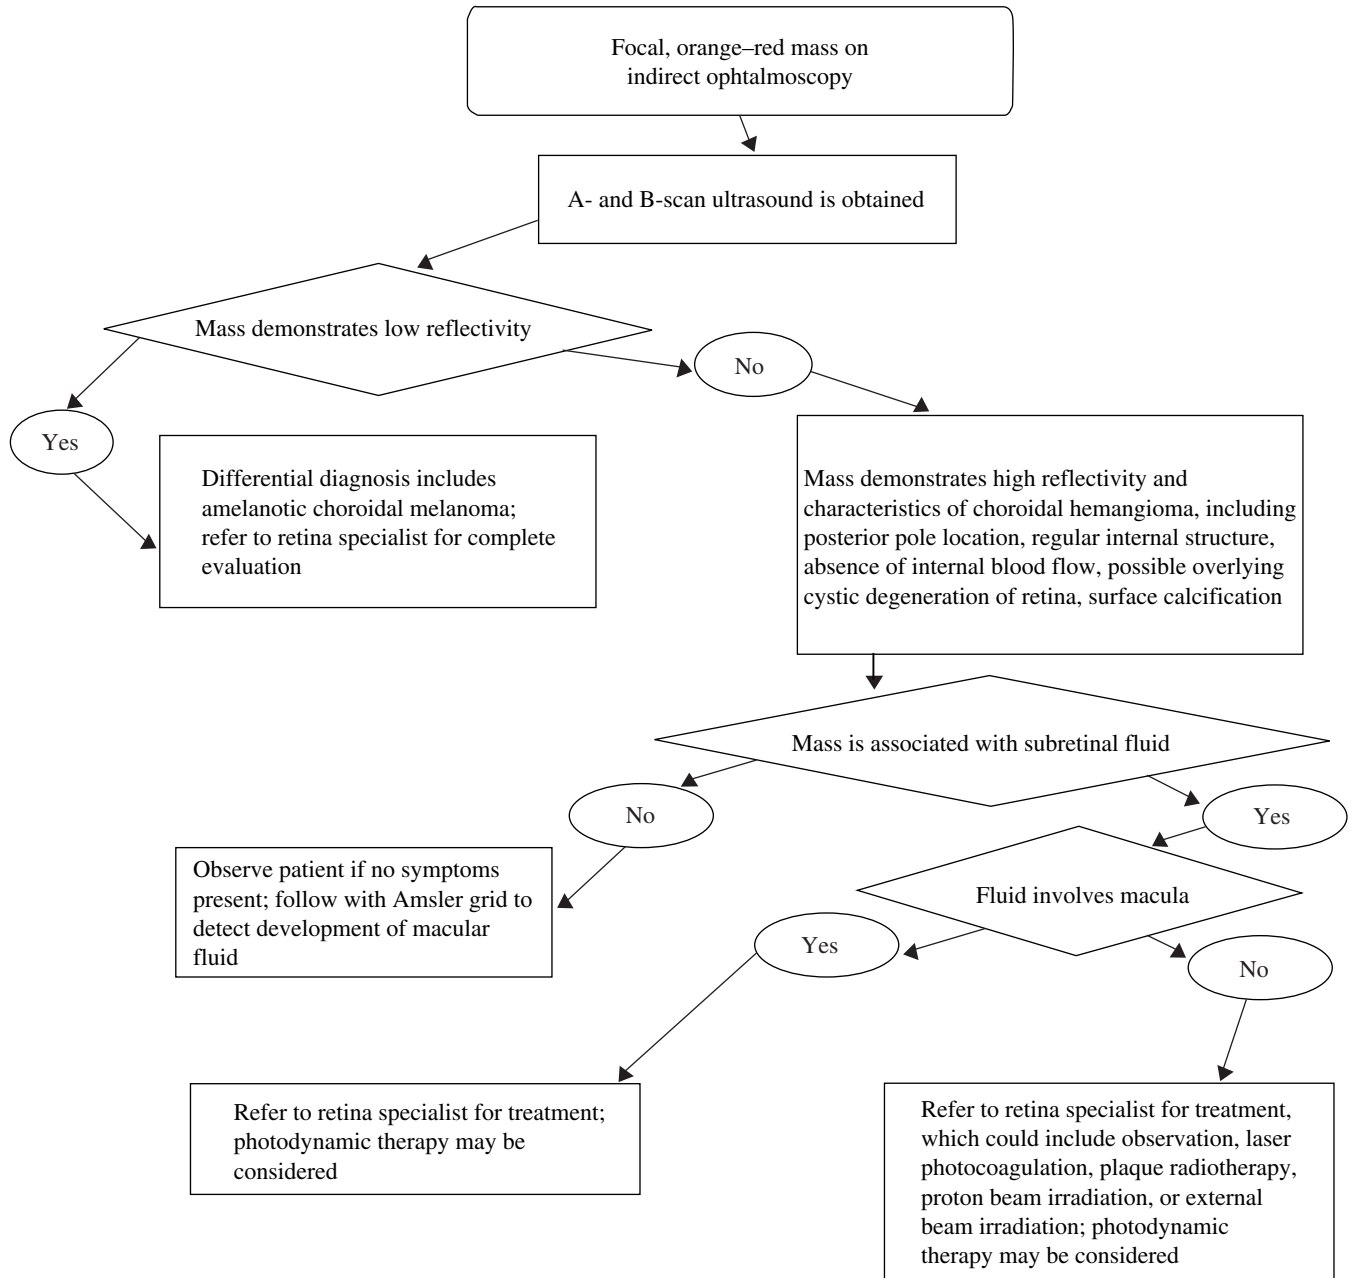 Focal, orange–red mass on
indirect ophtalmoscopy
A- and B-scan ultrasound is obtained
Mass demonstrates low reflectivity
No
Yes
Differential diagnosis includes
amelanotic choroidal melanoma;
refer to retina specialist for complete
evaluation
Mass demonstrates high reflectivity and
characteristics of choroidal hemangioma, including
posterior pole location, regular internal structure,
absence of internal blood flow, possible overlying
cystic degeneration of retina, surface calcification
Mass is associated with subretinal fluid
No
Yes
Observe patient if no symptoms
present; follow with Amsler grid to
detect development of macular
fluid
Fluid involves macula
Yes
No
Refer to retina specialist for treatment;
photodynamic therapy may be
considered
Refer to retina specialist for treatment,
which could include observation, laser
photocoagulation, plaque radiotherapy,
proton beam irradiation, or external
beam irradiation; photodynamic
therapy may be considered